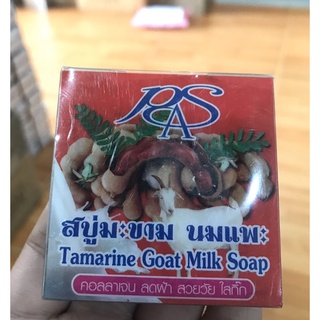 PSA
สบู่มะขาม นมแพะ
Tamarine Goat Milk Soap
คอลลาเจน ลดฝ้า สวยวัย ใสกิ๊ก